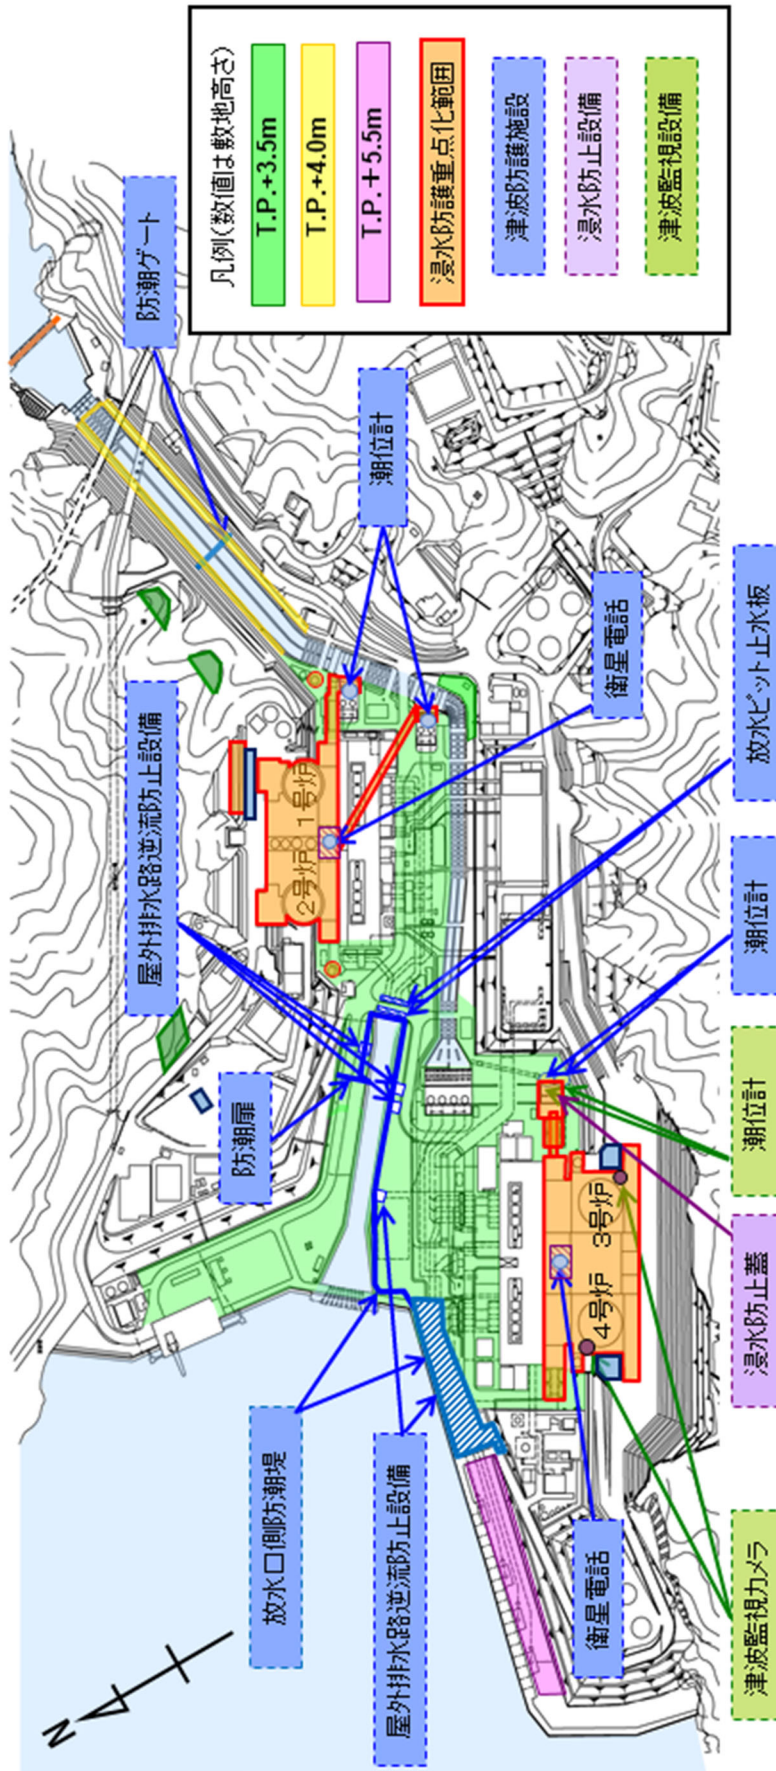 凡例(数値は敷地高さ)
T.P.+3.5m
T.P.+4.0m
T.P.+5.5m
浸水防護重点化範囲
津波防護施設
浸水防止設備
津波監視設備
防潮ゲート
潮位計
衛星電話
放水ピット止水板
屋外排水路逆流防止設備
潮位計
防潮扉
潮位計
浸水防止蓋
放水口側防潮堤
屋外排水路逆流防止設備
衛星電話
津波監視カメラ
2号炉
1号炉
4号炉
3号炉
N